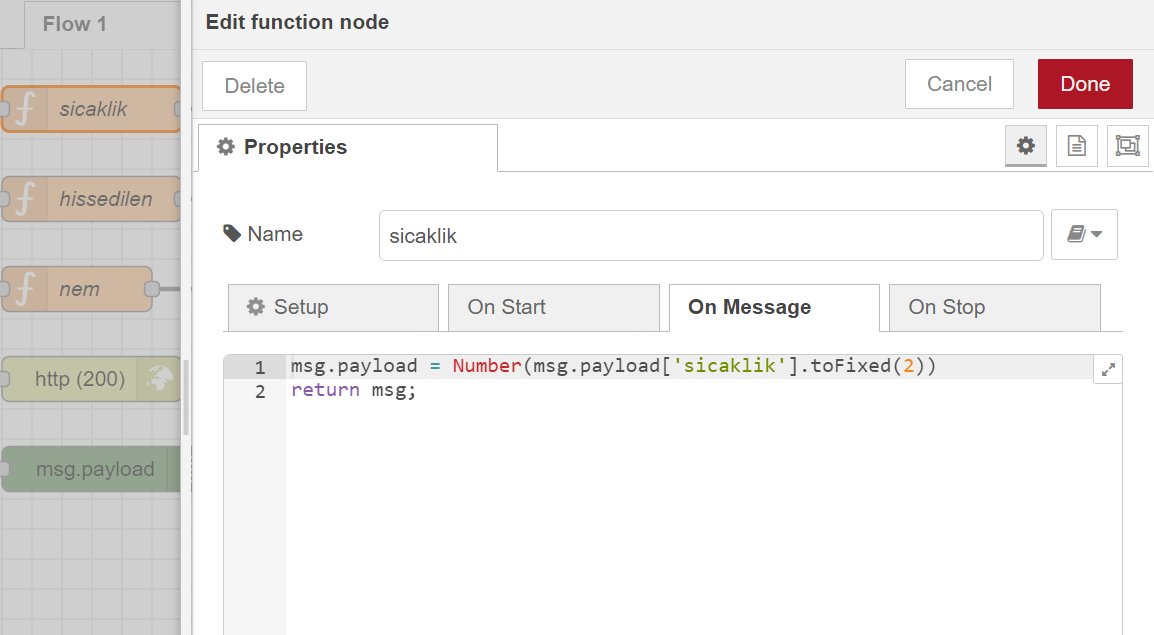 Flow 1
sicaklik
hissedilen
nem
http (200)
msg.payload
Edit function node
Delete
Cancel
Done
Properties
Name
sicaklik
Setup
On Start
On Message
On Stop
1 msg.payload = Number(msg.payload['sicaklik'].toFixed(2))
2 return msg;